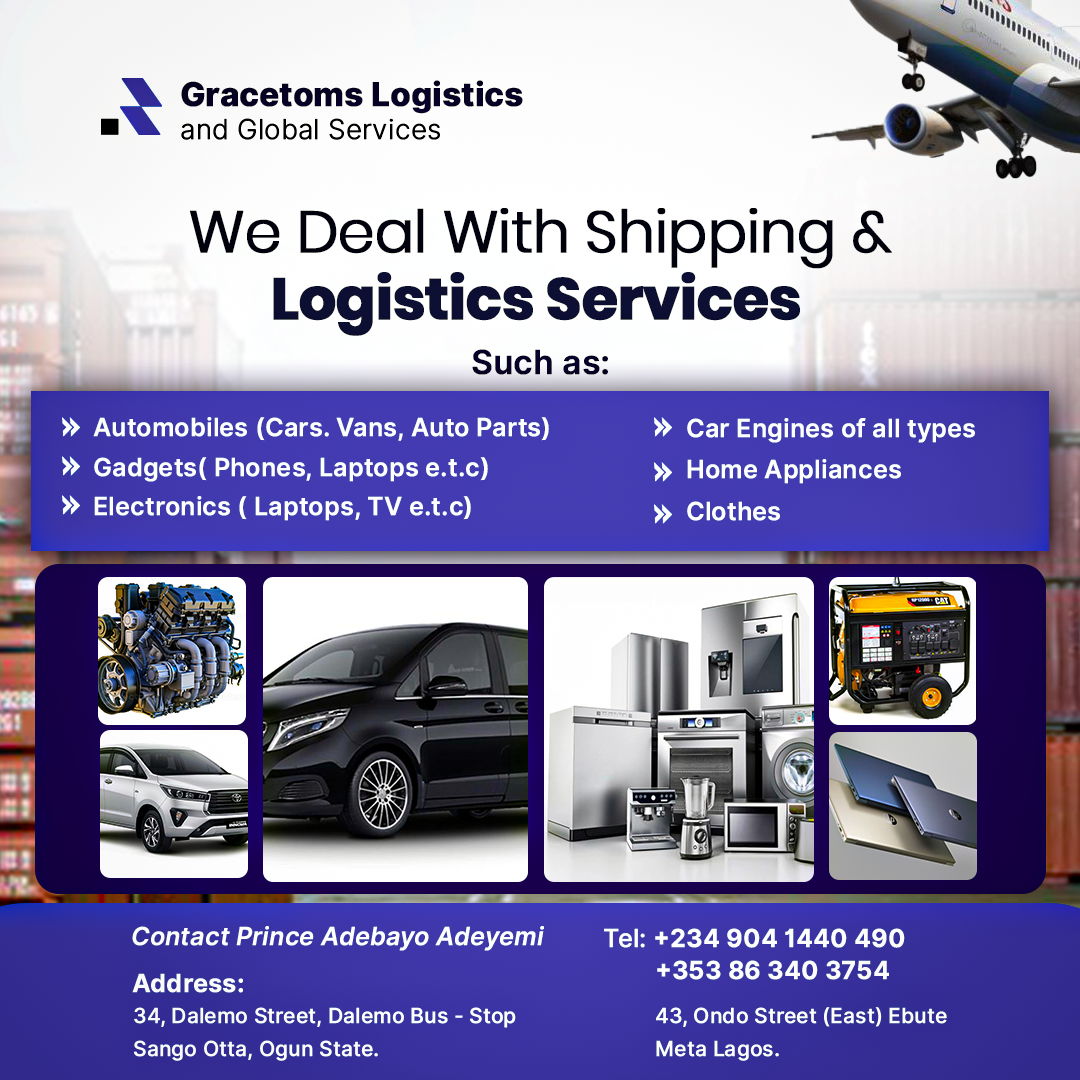 Gracetoms Logistics
and Global Services
We Deal With Shipping &
Logistics Services
Such as:
Automobiles (Cars. Vans, Auto Parts)
Gadgets( Phones, Laptops e.t.c)
Electronics ( Laptops, TV e.t.c)
Car Engines of all types
Home Appliances
Clothes
CAT
Contact Prince Adebayo Adeyemi
Address:
34, Dalemo Street, Dalemo Bus - Stop
Sango Otta, Ogun State.
Tel: +234 904 1440 490
+353 86 340 3754
43, Ondo Street (East) Ebute
Meta Lagos.